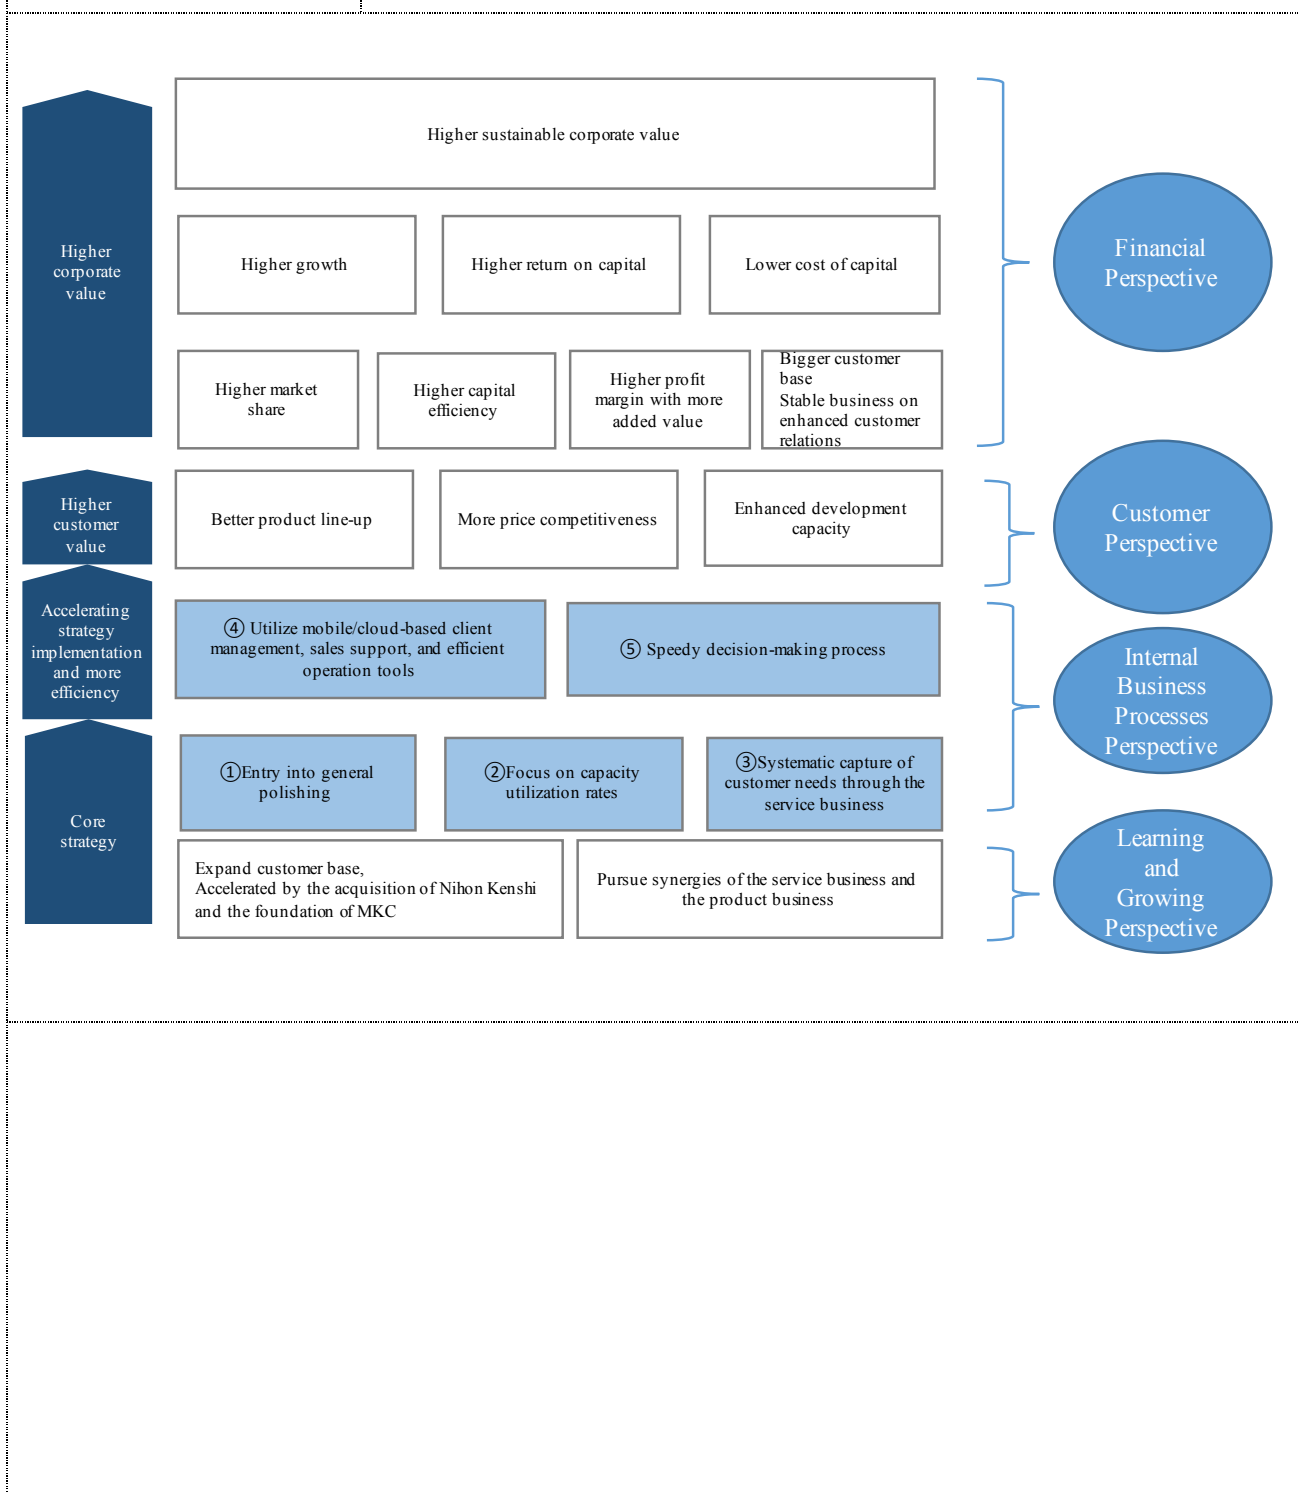 Higher sustainable corporate value
Higher
corporate
value
Higher growth
Higher return on capital
Lower cost of capital
Financial
Perspective
Higher market
share
Higher capital
efficiency
Higher profit
margin with more
added value
Bigger customer
base
Stable business on
enhanced customer
relations
Higher
customer
value
Better product line-up
More price competitiveness
Enhanced development
capacity
Customer
Perspective
Accelerating
strategy
implementation
and more
efficiency
④ Utilize mobile/cloud-based client
management, sales support, and efficient
operation tools
⑤ Speedy decision-making process
Internal
Business
Processes
Perspective
Core
strategy
①Entry into general
polishing
②Focus on capacity
utilization rates
③Systematic capture of
customer needs through the
service business
Expand customer base,
Accelerated by the acquisition of Nihon Kenshi
and the foundation of MKC
Pursue synergies of the service business and
the product business
Learning
and
Growing
Perspective